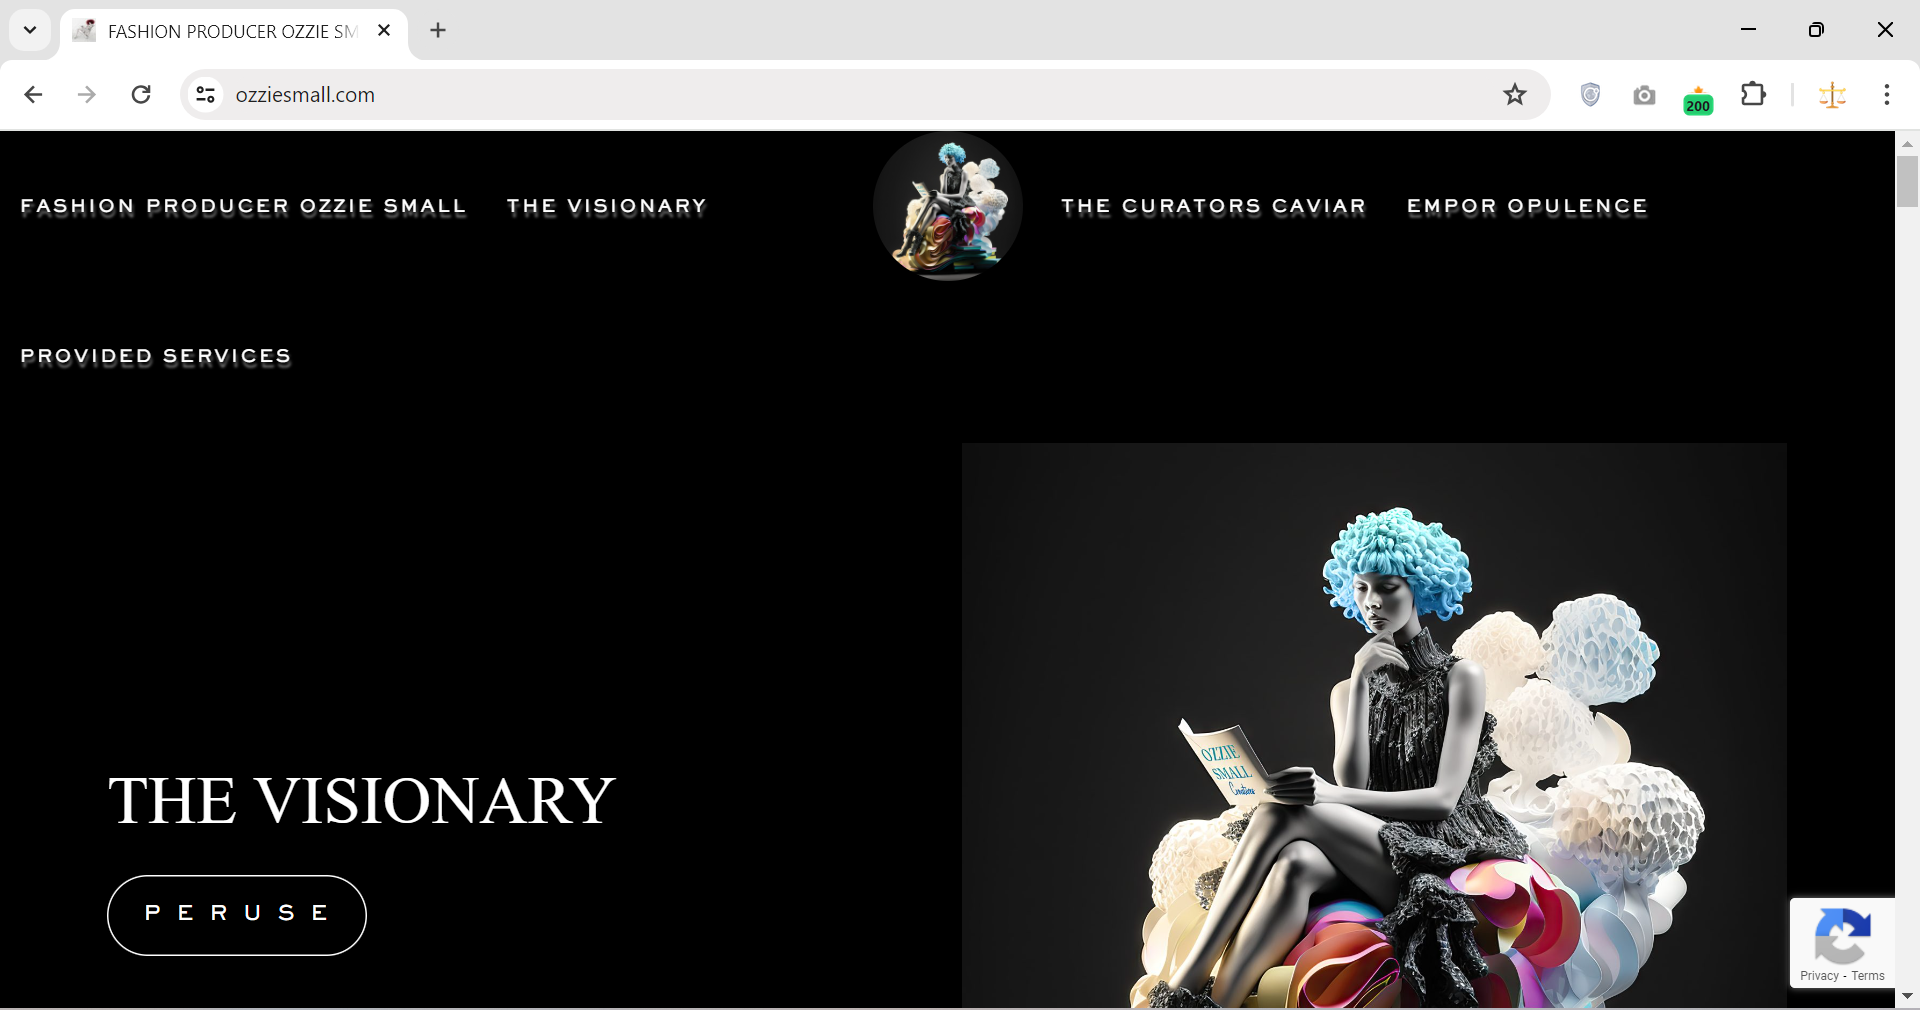 FASHION PRODUCER OZZIE SM
ozziesmall.com
200
FASHION PRODUCER OZZIE SMALL
THE VISIONARY
THE CURATORS CAVIAR
EMPOR OPULENCE
PROVIDED SERVICES
THE VISIONARY
PERUSE
OZZIE
SMALL
Creative
Privacy - Terms